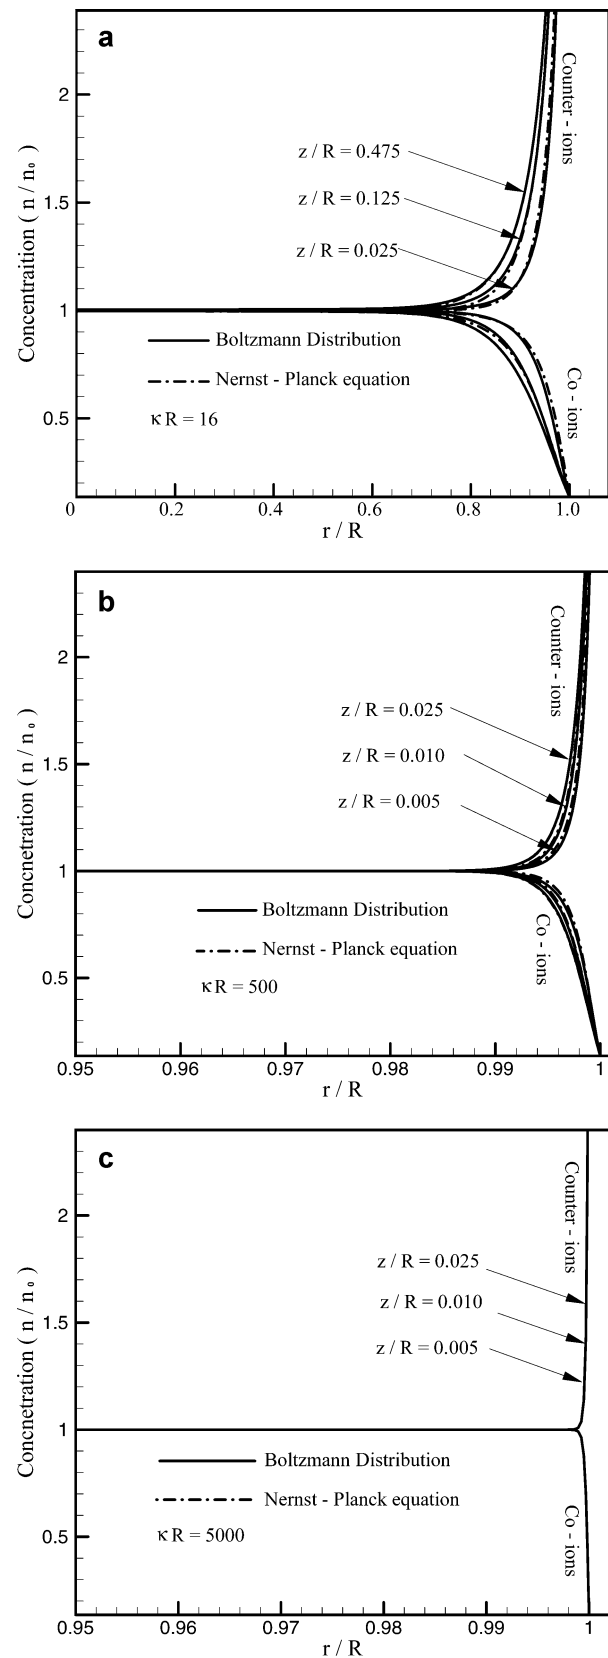 a
Counter - ions
2
z / R = 0.475
z / R = 0.125
1.5
z / R = 0.025
Concentraition ( n / n₀ )
1
Boltzmann Distribution
Nernst - Planck equation
Co - ions
κ R = 16
0.5
0 0.2 0.4 0.6 0.8 1.0
r / R
b
Counter - ions
2
z / R = 0.025
z / R = 0.010
1.5
z / R = 0.005
Concnetration ( n / n₀ )
1
Boltzmann Distribution
Nernst - Planck equation
Co - ions
κ R = 500
0.5
0.95 0.96 0.97 0.98 0.99 1
r / R
c
Counter - ions
2
z / R = 0.025
z / R = 0.010
1.5
z / R = 0.005
Concnetration ( n / n₀ )
1
Boltzmann Distribution
Nernst - Planck equation
Co - ions
κ R = 5000
0.5
0.95 0.96 0.97 0.98 0.99 1
r / R